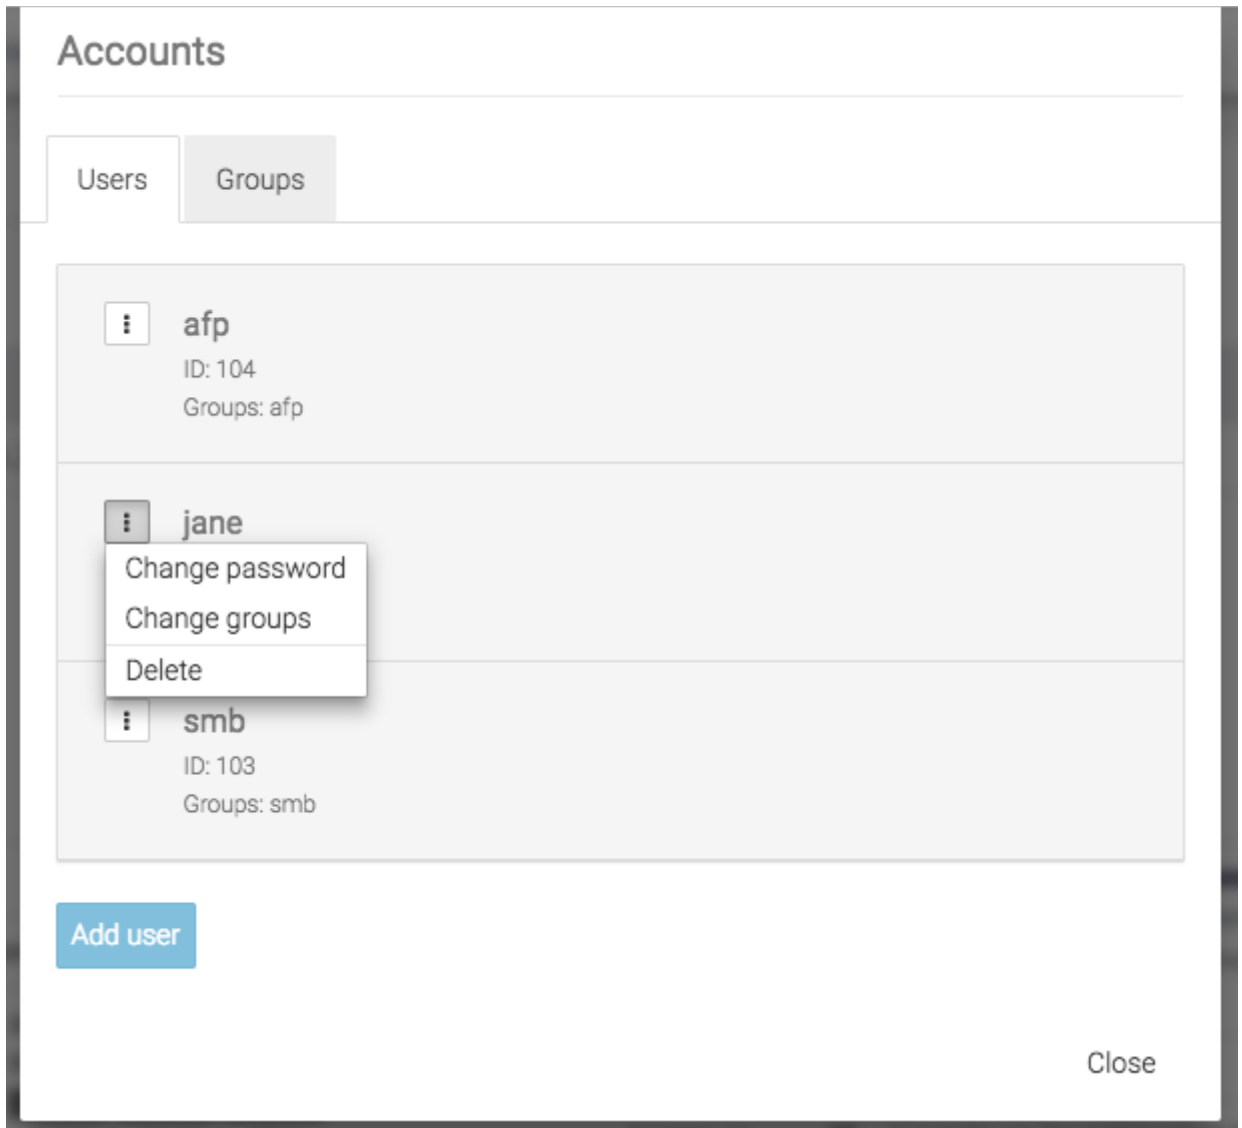 Accounts
Users
Groups
afp
ID: 104
Groups: afp
jane
Change password
Change groups
Delete
smb
ID: 103
Groups: smb
Add user
Close